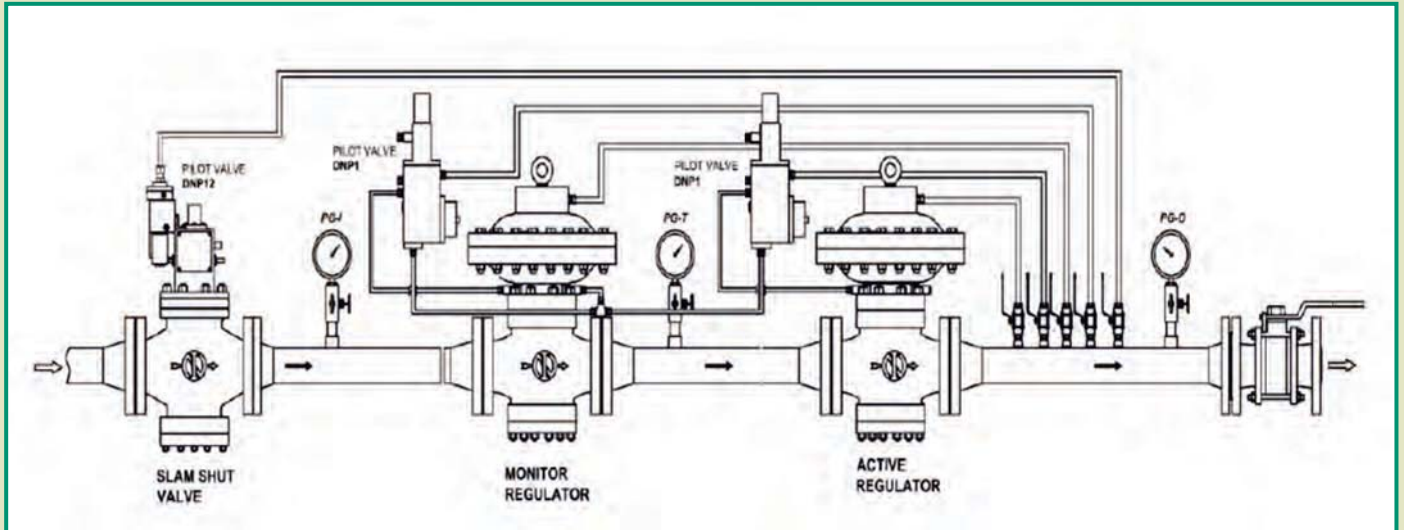 PILOT VALVE
DNP12
PILOT VALVE
DNP1
PILOT VALVE
DNP1
PG-I
PG-T
PG-O
SLAM SHUT
VALVE
MONITOR
REGULATOR
ACTIVE
REGULATOR